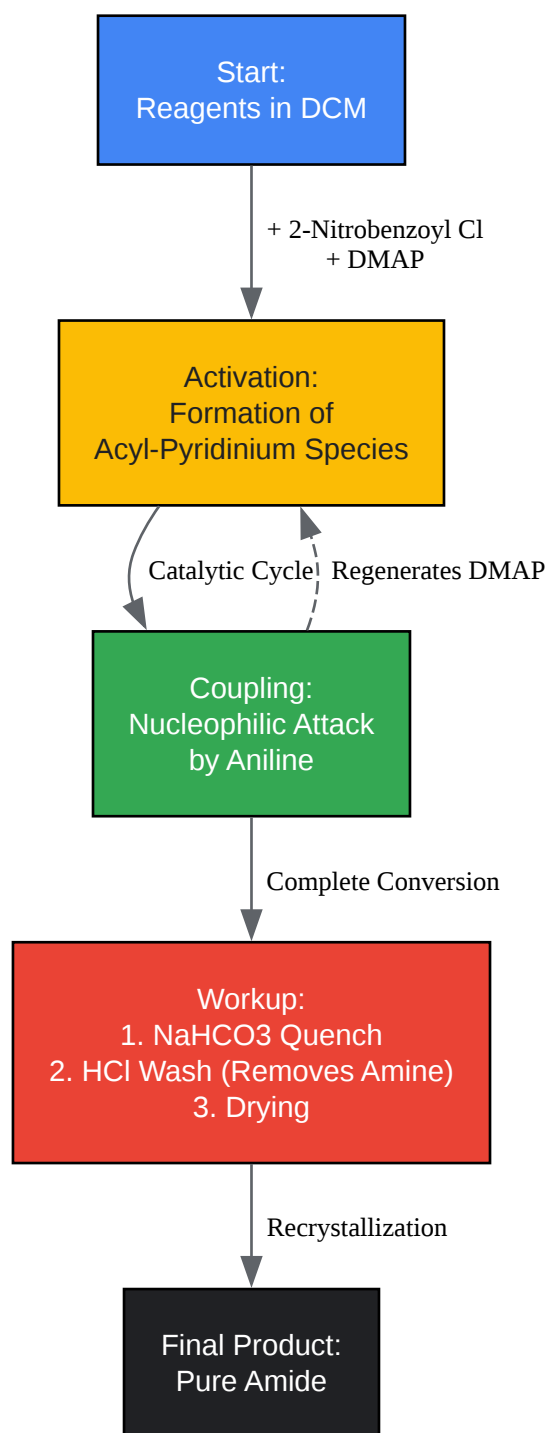 Start:
Reagents in DCM
+ 2-Nitrobenzoyl Cl
+ DMAP
Activation:
Formation of
Acyl-Pyridinium Species
Catalytic Cycle
Regenerates DMAP
Coupling:
Nucleophilic Attack
by Aniline
Complete Conversion
Workup:
1. NaHCO3 Quench
2. HCl Wash (Removes Amine)
3. Drying
Recrystallization
Final Product:
Pure Amide